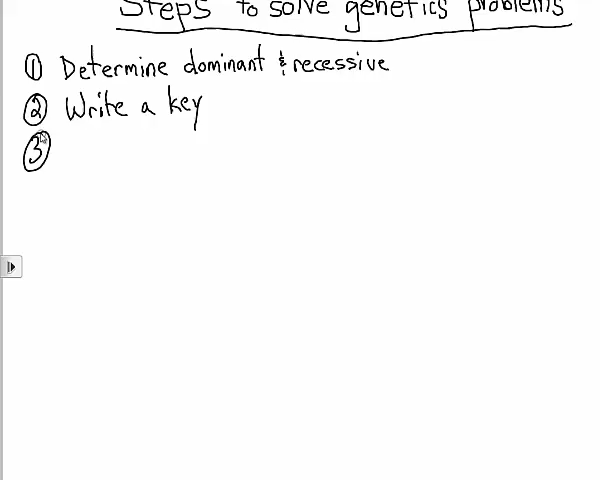 Steps to solve genetics problems
① Determine dominant & recessive
② Write a key
③